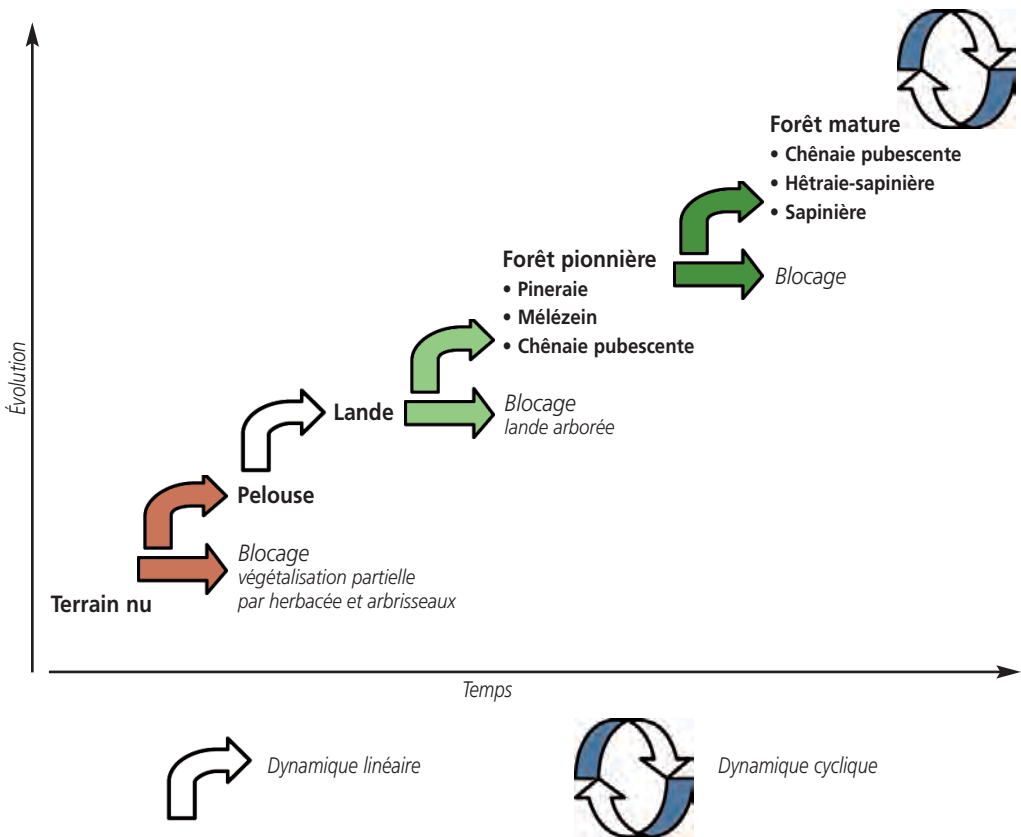 Forêt mature
• Chênaie pubescente
• Hêtraie-sapinière
• Sapinière
Forêt pionnière
• Pineraie
• Mélézein
• Chênaie pubescente
Blocage
Évolution
Lande
Blocage
lande arborée
Pelouse
Blocage
végétalisation partielle
par herbacée et arbrisseaux
Terrain nu
Temps
Dynamique linéaire
Dynamique cyclique